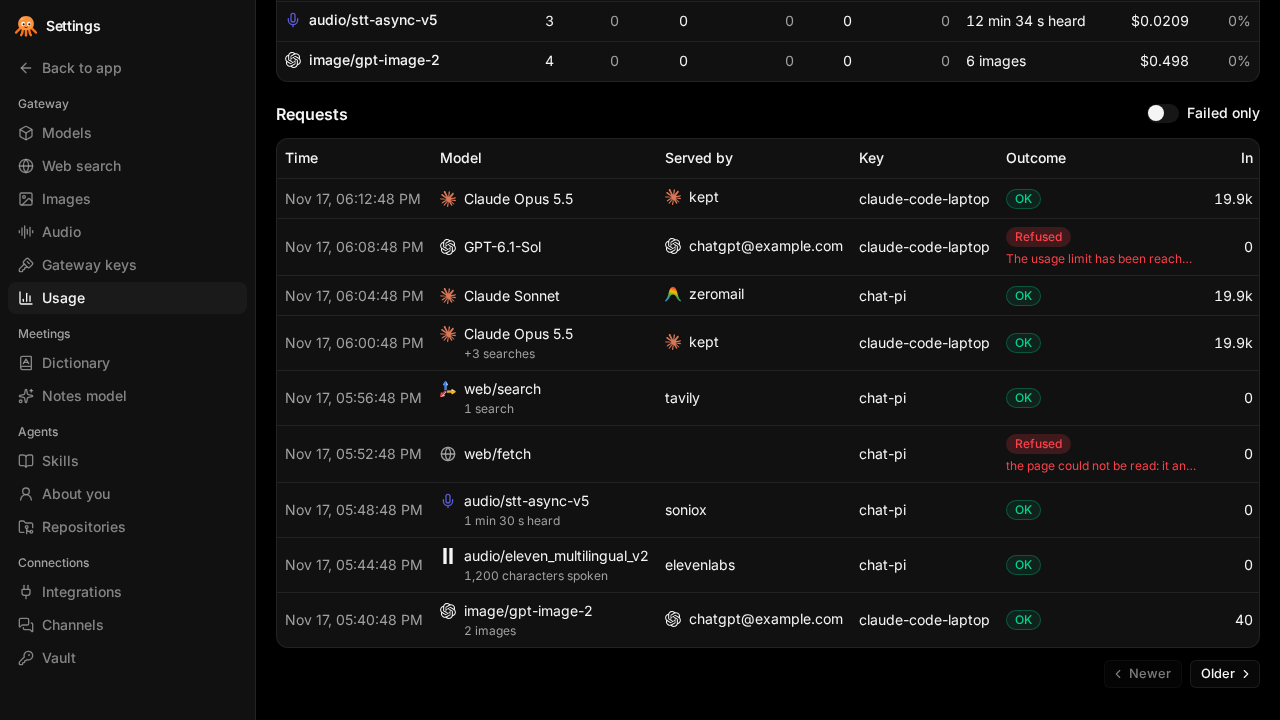 Settings
Back to app
Gateway
Models
Web search
Images
Audio
Gateway keys
Usage
Meetings
Dictionary
Notes model
Agents
Skills
About you
Repositories
Connections
Integrations
Channels
Vault
audio/stt-async-v5 3 0 0 0 0 0 12 min 34 s heard $0.0209 0%
image/gpt-image-2 4 0 0 0 0 0 6 images $0.498 0%
Requests Failed only
Time Model Served by Key Outcome In
Nov 17, 06:12:48 PM Claude Opus 5.5 kept claude-code-laptop OK 19.9k
Nov 17, 06:08:48 PM GPT-6.1-Sol chatgpt@example.com claude-code-laptop Refused 0
The usage limit has been reach...
Nov 17, 06:04:48 PM Claude Sonnet zeromail chat-pi OK 19.9k
Nov 17, 06:00:48 PM Claude Opus 5.5 kept claude-code-laptop OK 19.9k
+3 searches
Nov 17, 05:56:48 PM web/search tavily chat-pi OK 0
1 search
Nov 17, 05:52:48 PM web/fetch chat-pi Refused 0
the page could not be read: it an...
Nov 17, 05:48:48 PM audio/stt-async-v5 soniox chat-pi OK 0
1 min 30 s heard
Nov 17, 05:44:48 PM audio/eleven_multilingual_v2 elevenlabs chat-pi OK 0
1,200 characters spoken
Nov 17, 05:40:48 PM image/gpt-image-2 chatgpt@example.com claude-code-laptop OK 40
2 images
Newer Older